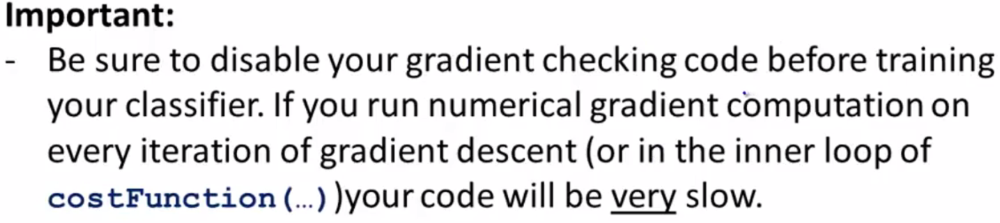 Important:
- Be sure to disable your gradient checking code before training
your classifier. If you run numerical gradient computation on
every iteration of gradient descent (or in the inner loop of
costFunction(…))your code will be very slow.